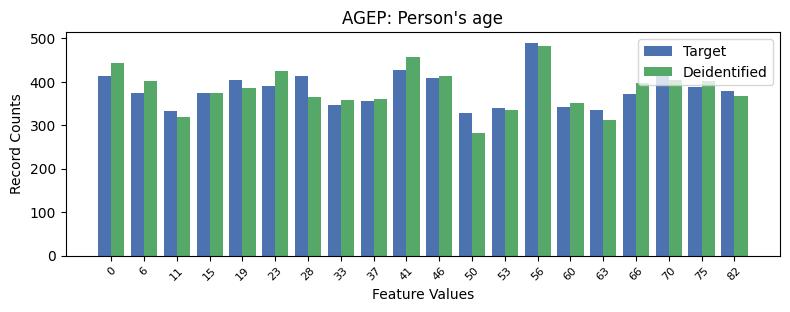 AGEP: Person's age
500
400
300
200
100
0
Record Counts
Target
Deidentified
0 6 11 15 19 23 28 33 37 41 46 50 53 56 60 63 66 70 75 82
Feature Values